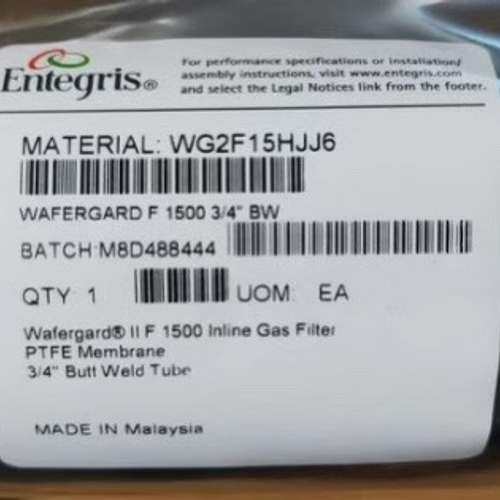 Entegris®
For performance specifications or installation/
assembly instructions, visit www.entegris.com
and select the Legal Notices link from the footer.
MATERIAL: WG2F15HJJ6
WAFERGARD F 1500 3/4" BW
BATCH:M8D488444
QTY 1 UOM: EA
Wafergard® II F 1500 Inline Gas Filter
PTFE Membrane
3/4" Butt Weld Tube
MADE IN Malaysia